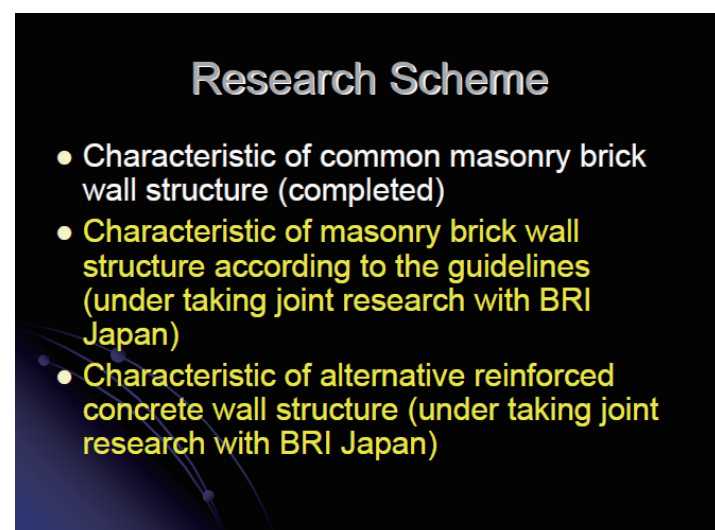 Research Scheme
Characteristic of common masonry brick
wall structure (completed)
Characteristic of masonry brick wall
structure according to the guidelines
(under taking joint research with BRI
Japan)
Characteristic of alternative reinforced
concrete wall structure (under taking joint
research with BRI Japan)